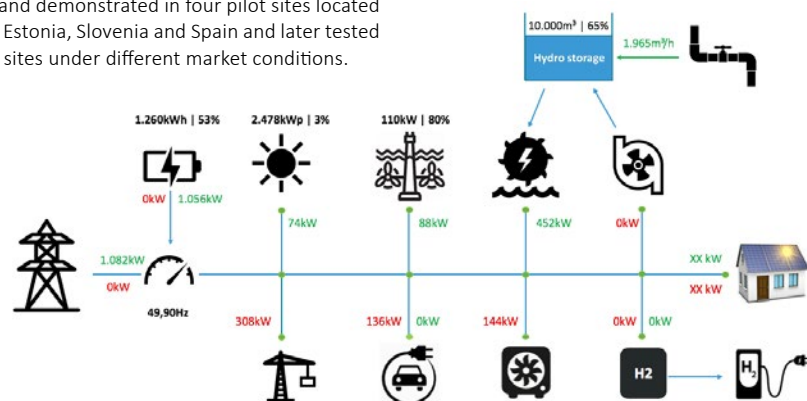 and demonstrated in four pilot sites located
Estonia, Slovenia and Spain and later tested
sites under different market conditions.
10.000m³ | 65%
Hydro storage
1.965m³/h
1.260kWh | 53%
2.478kWp | 3%
110kW | 80%
0kW
1.056kW
74kW
88kW
452kW
0kW
1.082kW
0kW
49,90Hz
XX kW
XX kW
308kW
136kW
0kW
144kW
0kW
0kW
H2
H₂